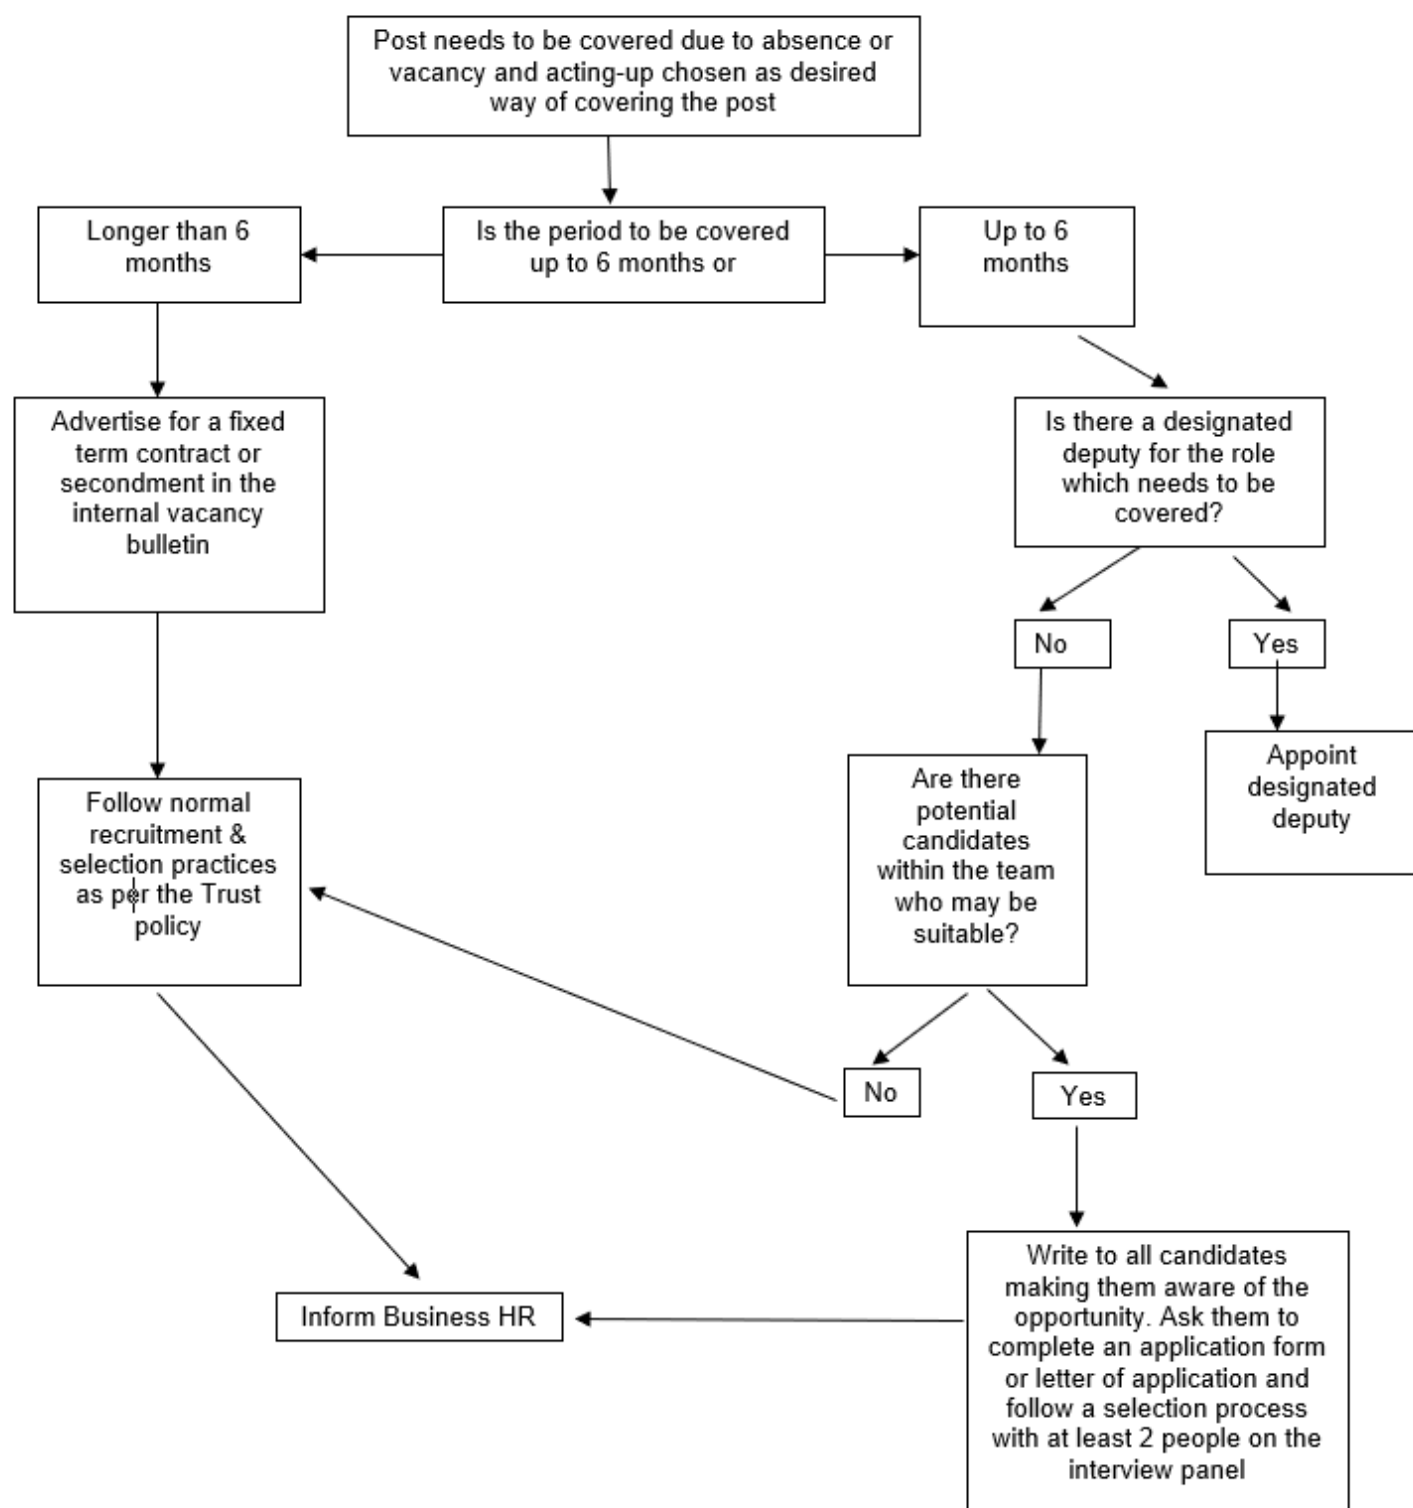 Post needs to be covered due to absence or
vacancy and acting-up chosen as desired
way of covering the post
Longer than 6
months
Is the period to be covered
up to 6 months or
Up to 6
months
Advertise for a fixed
term contract or
secondment in the
internal vacancy
bulletin
Is there a designated
deputy for the role
which needs to be
covered?
No
Yes
Follow normal
recruitment &
selection practices
as per the Trust
policy
Are there
potential
candidates
within the team
who may be
suitable?
Appoint
designated
deputy
No
Yes
Inform Business HR
Write to all candidates
making them aware of the
opportunity. Ask them to
complete an application form
or letter of application and
follow a selection process
with at least 2 people on the
interview panel